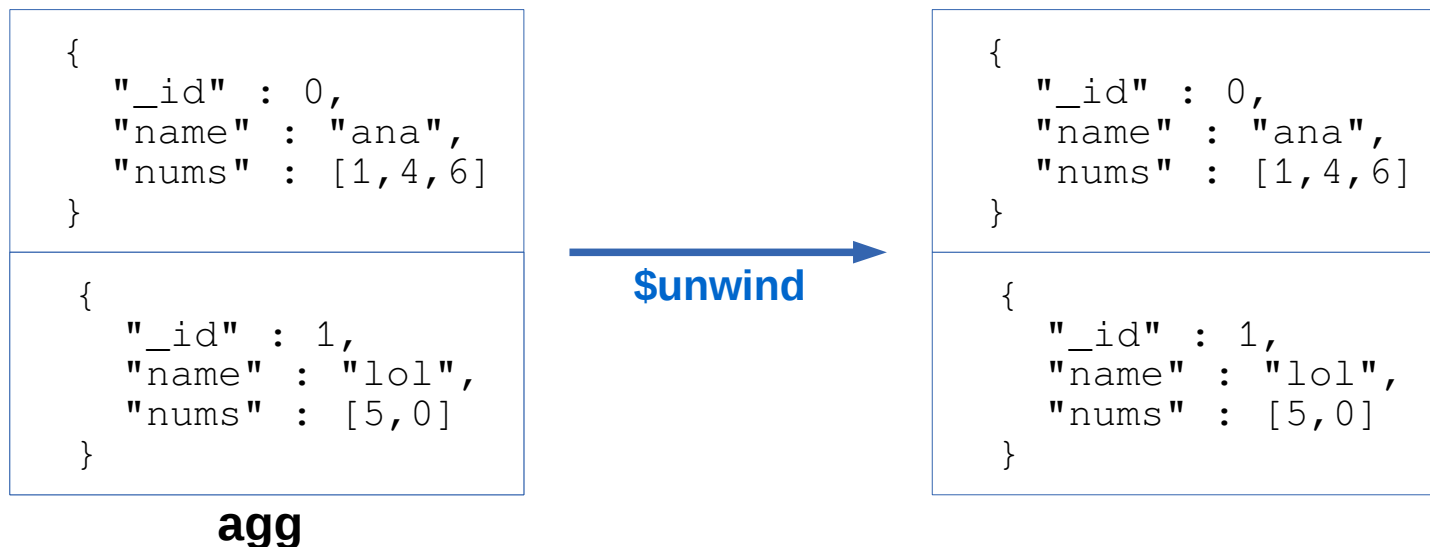 {
"_id" : 0,
"name" : "ana",
"nums" : [1,4,6]
}
{
"_id" : 1,
"name" : "lol",
"nums" : [5,0]
}
agg
$unwind
{
"_id" : 0,
"name" : "ana",
"nums" : [1,4,6]
}
{
"_id" : 1,
"name" : "lol",
"nums" : [5,0]
}